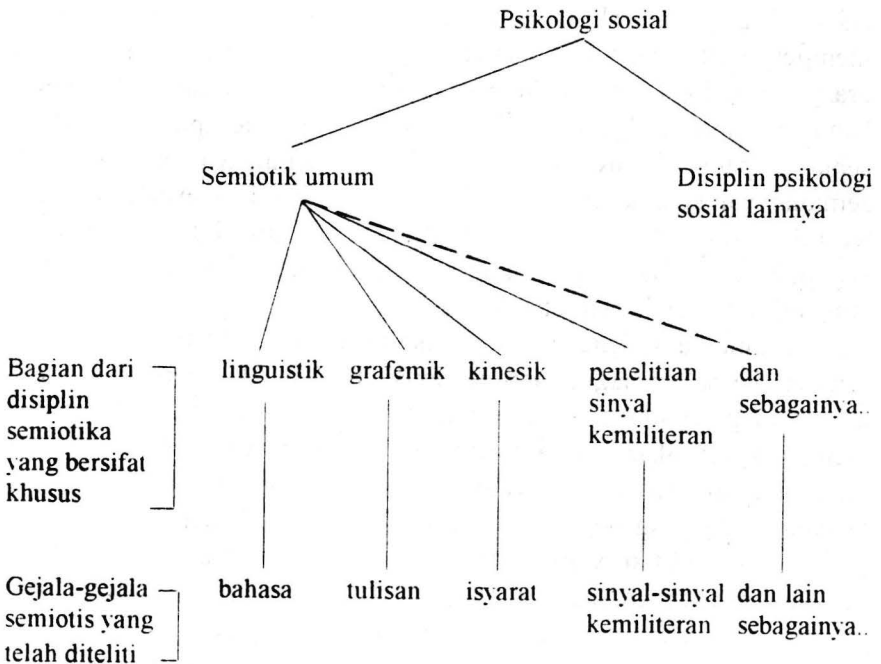 Psikologi sosial
Semiotik umum
Disiplin psikologi
sosial lainnya
Bagian dari
disiplin
semiotika
yang bersifat
khusus
linguistik
grafemik
kinesik
penelitian
sinyal
kemiliteran
dan
sebagainya..
Gejala-gejala
semiotis yang
telah diteliti
bahasa
tulisan
isyarat
sinyal-sinyal
kemiliteran
dan lain
sebagainya..